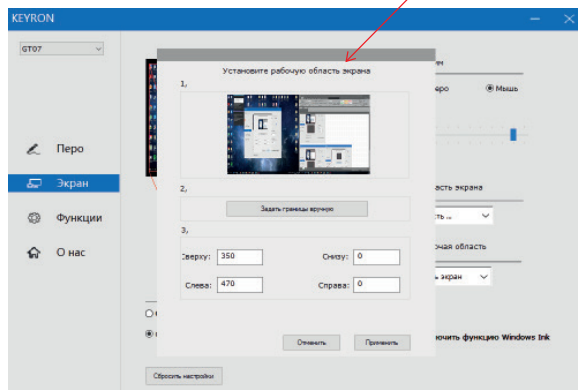 KEYRON
GT07
Перо
Экран
Функции
О нас
Установите рабочую область экрана
1,
2,
Задать границы вручную
3,
Сверху: 350
Снизу: 0
Слева: 470
Справа: 0
Отменить
Применить
Мышь
асть экрана
чая область
экран
ючить функцию Windows Ink
Сбросить настройки